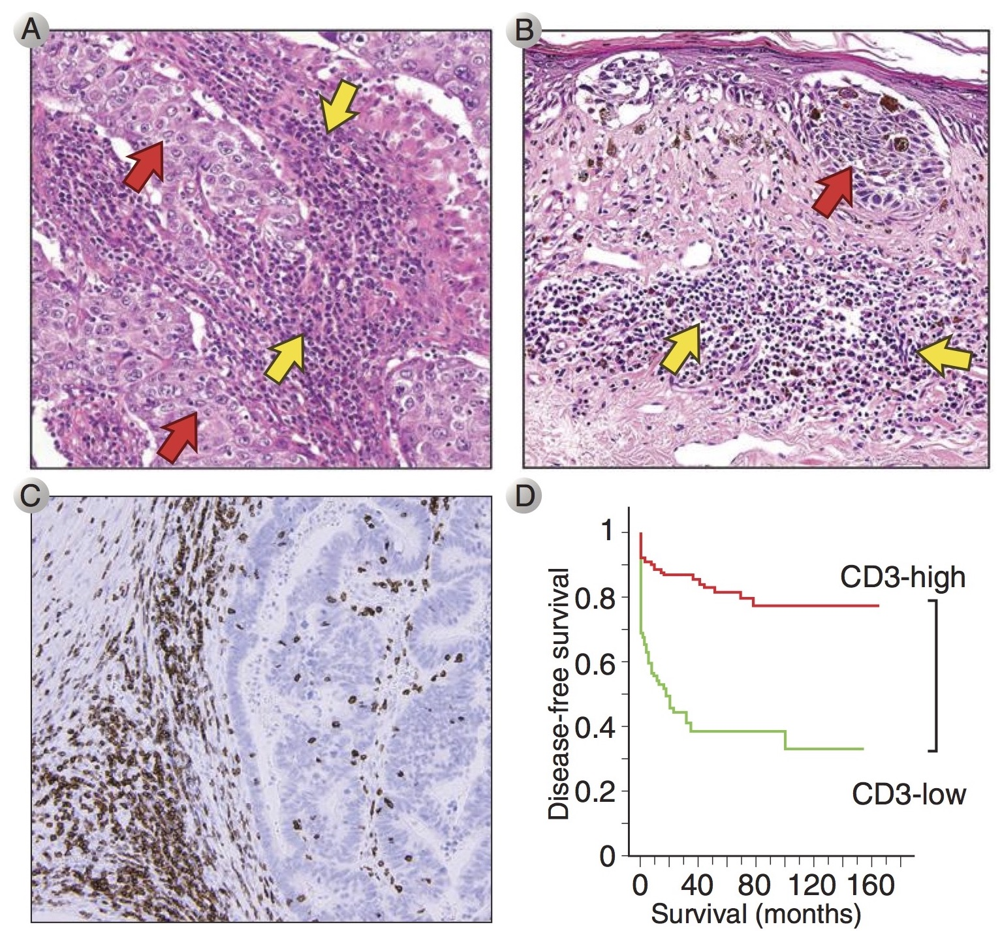 A
B
C
D
1
0.8
0.6
0.4
0.2
0
Disease-free survival
CD3-high
CD3-low
0 40 80 120 160
Survival (months)